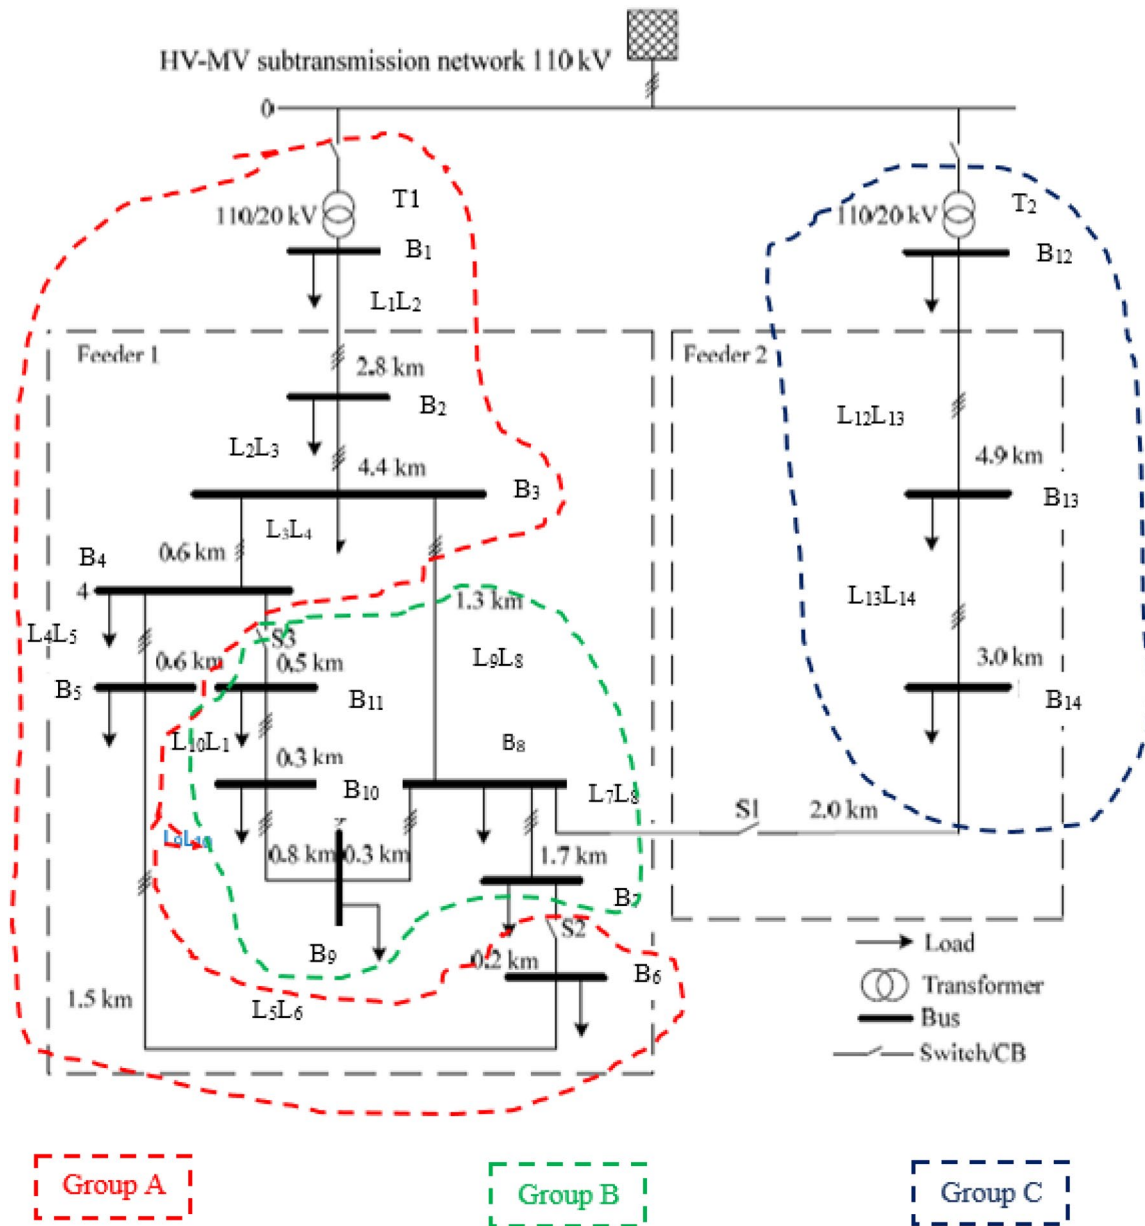 HV-MV subtransmission network 110 kV
0
T1
110/20 kV
B₁
L₁L₂
T₂
110/20 kV
B₁₂
Feeder 1
2.8 km
B₂
L₂L₃
4.4 km
B₃
L₃L₄
0.6 km
B₄
4
1.3 km
L₄L₅
S3
0.6 km
0.5 km
B₅
B₁₁
L₉L₈
L₁₀L₁
0.3 km
B₁₀
B₈
L₇L₈
0.8 km
0.3 km
1.7 km
B₇
S2
B₉
0.2 km
B₆
L₅L₆
1.5 km
Feeder 2
L₁₂L₁₃
4.9 km
B₁₃
L₁₃L₁₄
3.0 km
B₁₄
S1
2.0 km
Load
Transformer
Bus
Switch/CB
Group A
Group B
Group C